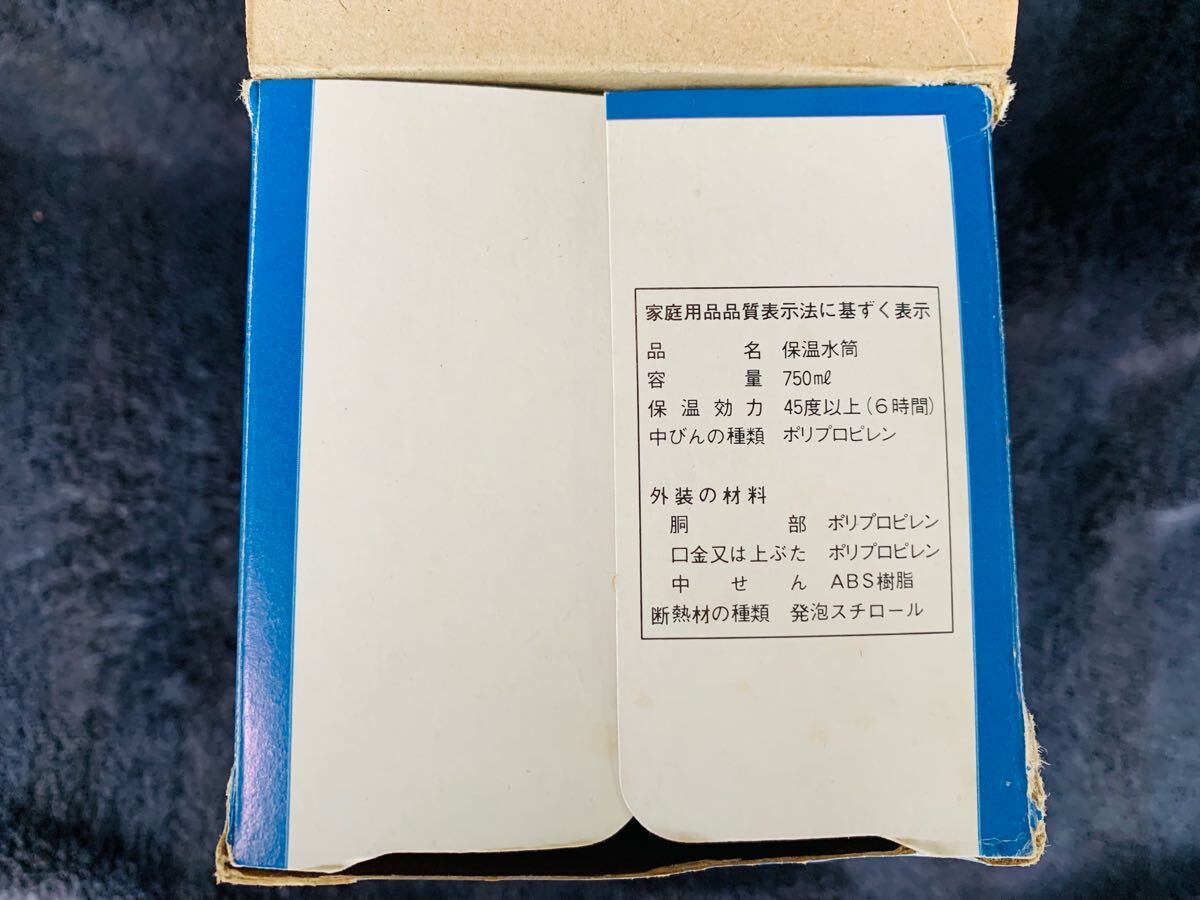 家庭用品品質表示法に基ずく表示
品名 保温水筒
容量 750ml
保温効力 45度以上(6時間)
中びんの種類 ポリプロピレン
外装の材料
胴部 ポリプロピレン
口金又は上ぶた ポリプロピレン
中せん ABS樹脂
断熱材の種類 発泡スチロール